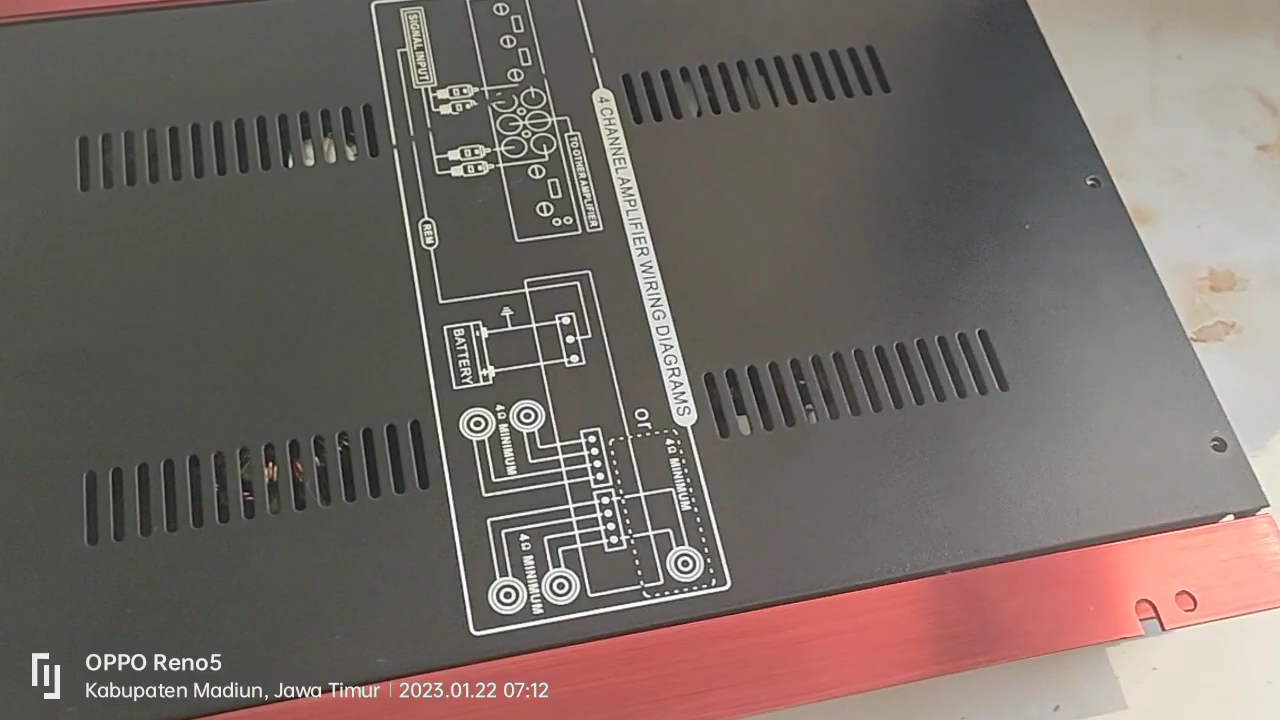 SIGNAL INPUT
TO OTHER AMPLIFIER
4 CHANNEL AMPLIFIER WIRING DIAGRAMS
REM
BATTERY
- +
4Ω MINIMUM
or
4Ω MINIMUM
4Ω MINIMUM
OPPO Reno5
Kabupaten Madiun, Jawa Timur | 2023.01.22 07:12